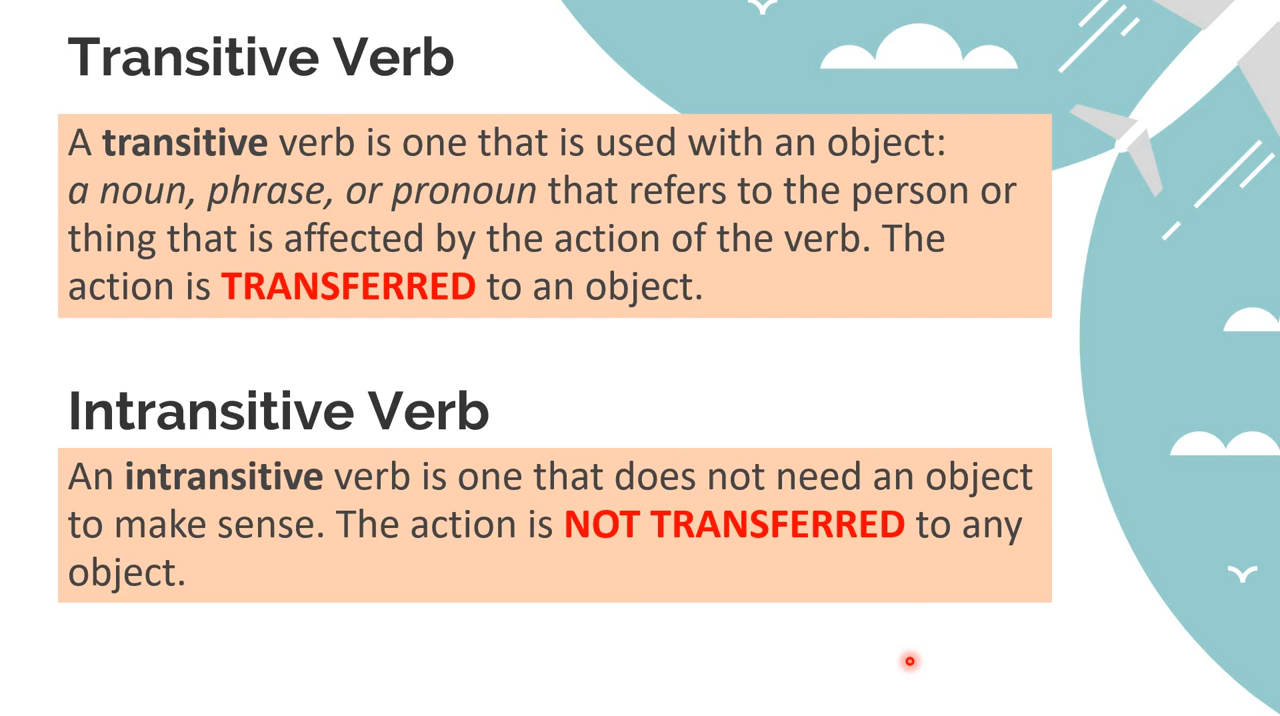 Transitive Verb
A transitive verb is one that is used with an object:
a noun, phrase, or pronoun that refers to the person or
thing that is affected by the action of the verb. The
action is TRANSFERRED to an object.
Intransitive Verb
An intransitive verb is one that does not need an object
to make sense. The action is NOT TRANSFERRED to any
object.